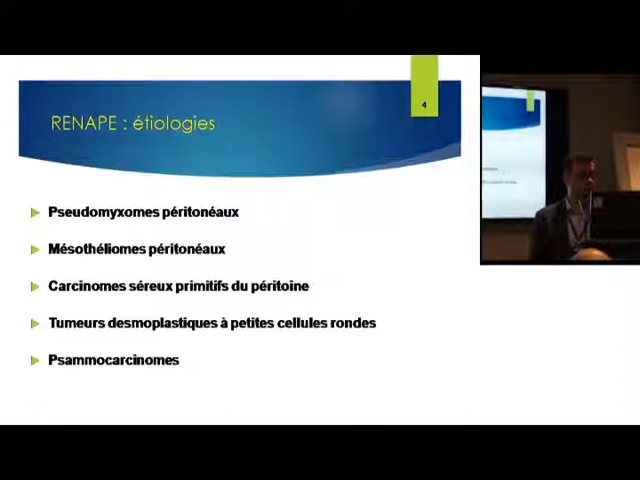 4
RENAPE : étiologies
Pseudomyxomes péritonéaux
Mésothéliomes péritonéaux
Carcinomes séreux primitifs du péritoine
Tumeurs desmoplastiques à petites cellules rondes
Psammocarcinomes